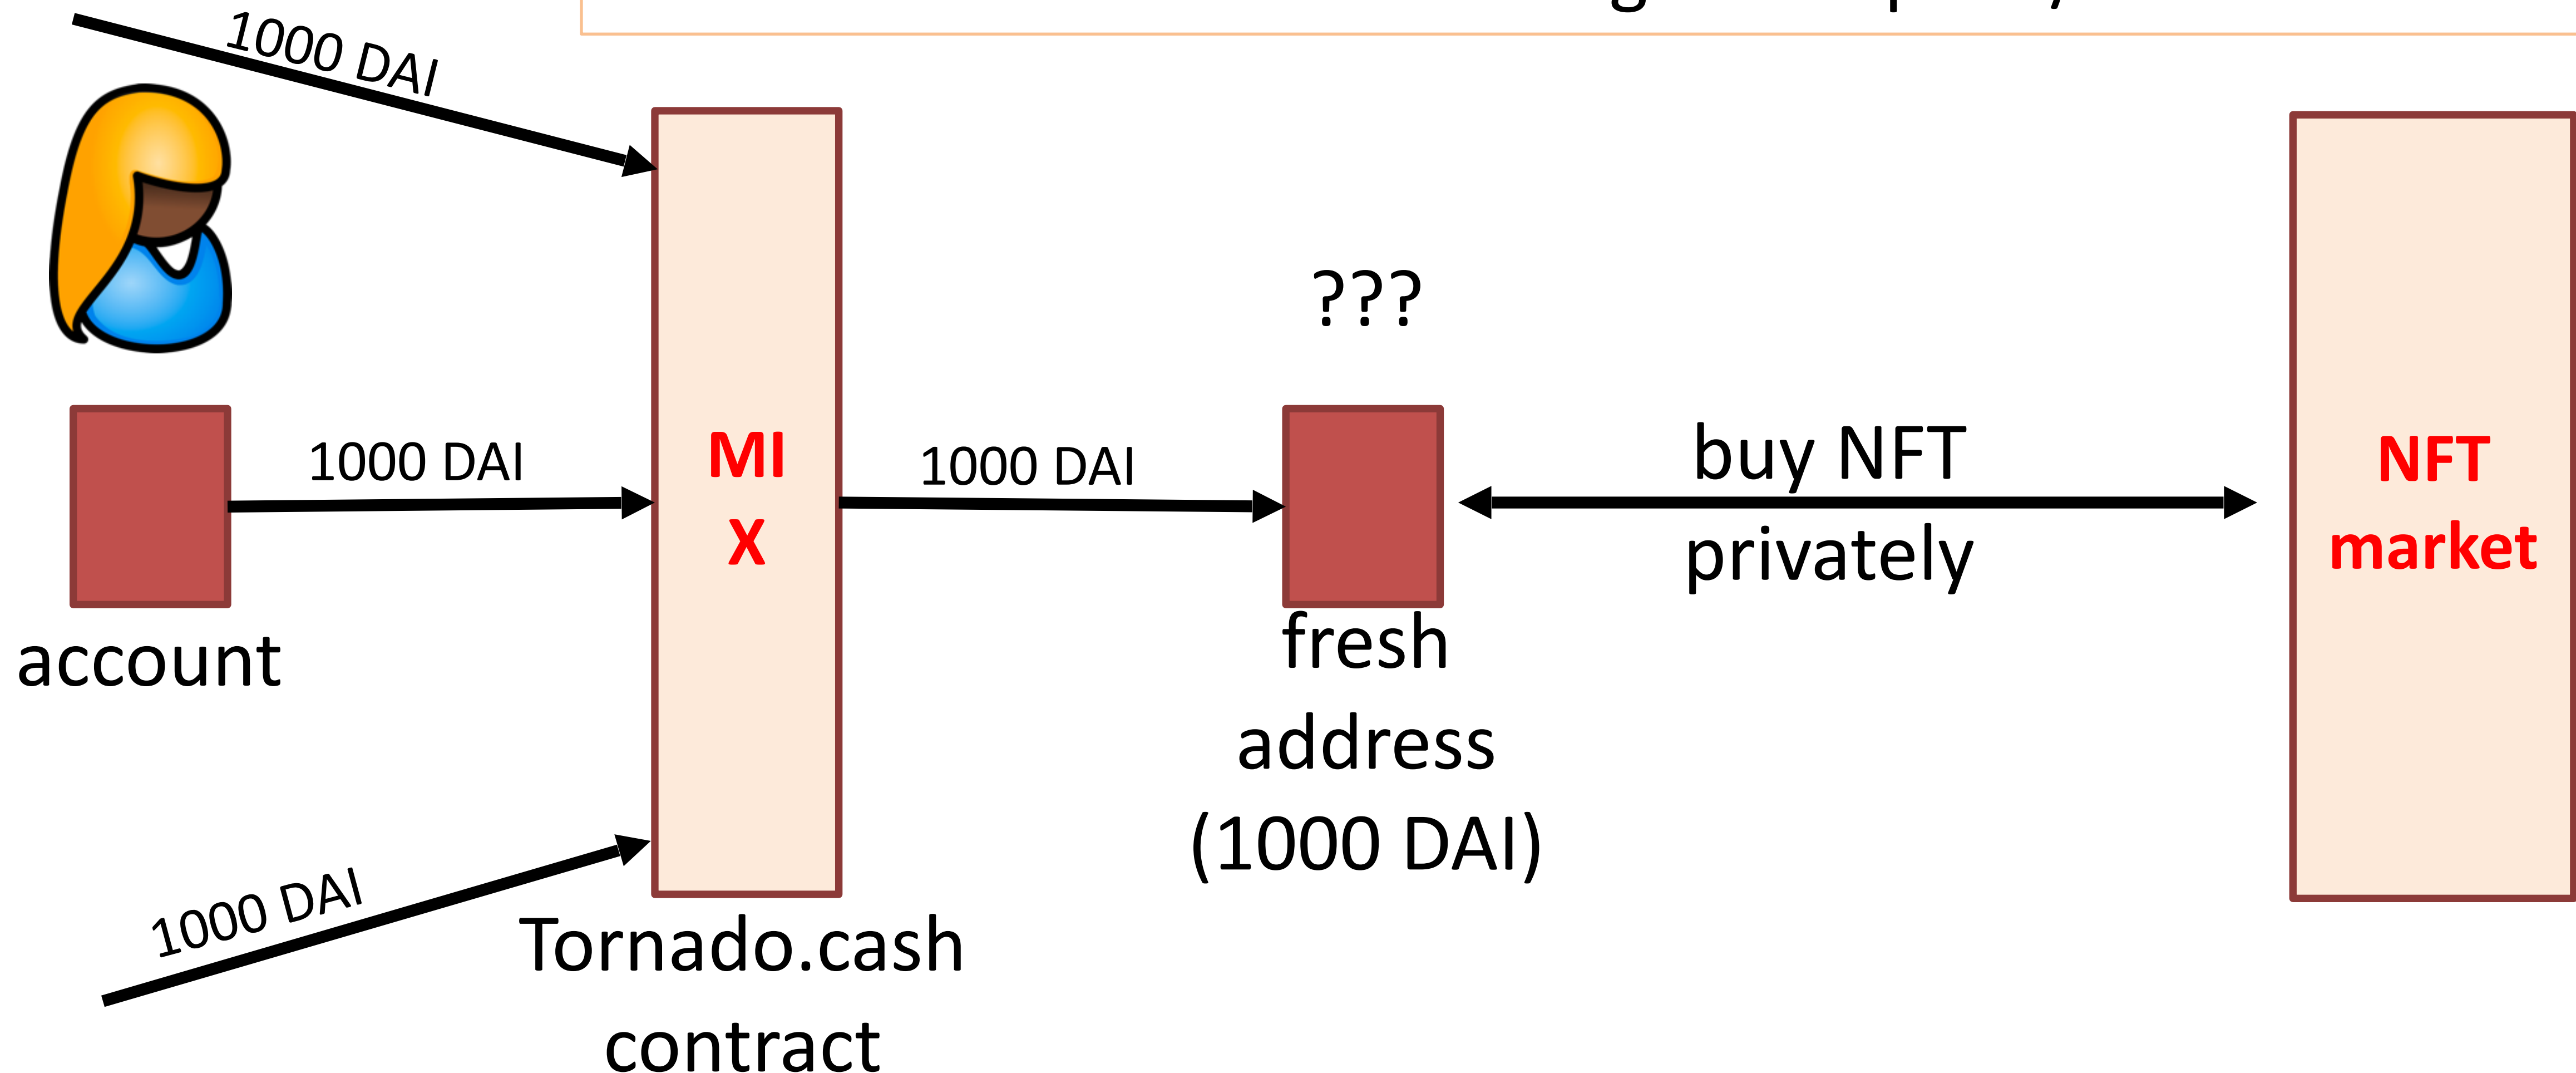 1000 DAI
???
1000 DAI
MI
X
1000 DAI
buy NFT
privately
NFT
market
account
fresh
address
(1000 DAI)
1000 DAI
Tornado.cash
contract